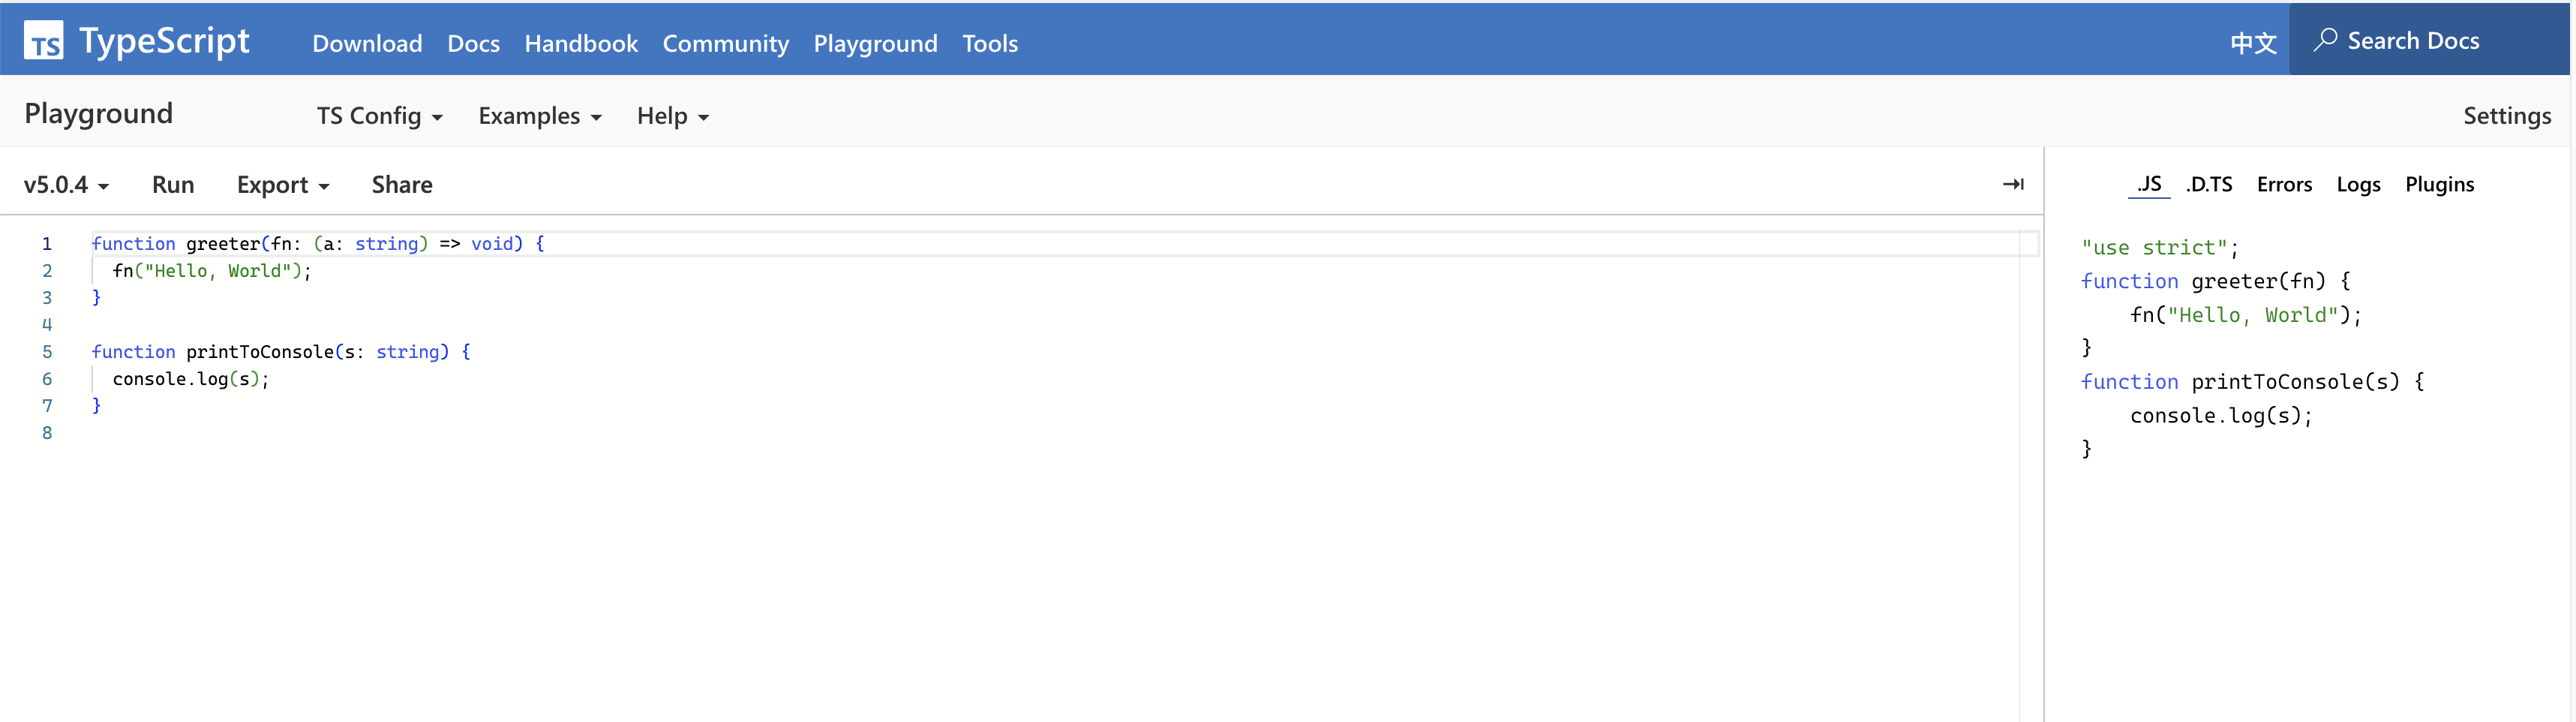 TS TypeScript Download Docs Handbook Community Playground Tools 中文 Search Docs
Playground TS Config Examples Help Settings
v5.0.4 Run Export Share
1 function greeter(fn: (a: string) => void) {
2   fn("Hello, World");
3 }
4
5 function printToConsole(s: string) {
6   console.log(s);
7 }
8
.JS .D.TS Errors Logs Plugins
"use strict";
function greeter(fn) {
    fn("Hello, World");
}
function printToConsole(s) {
    console.log(s);
}